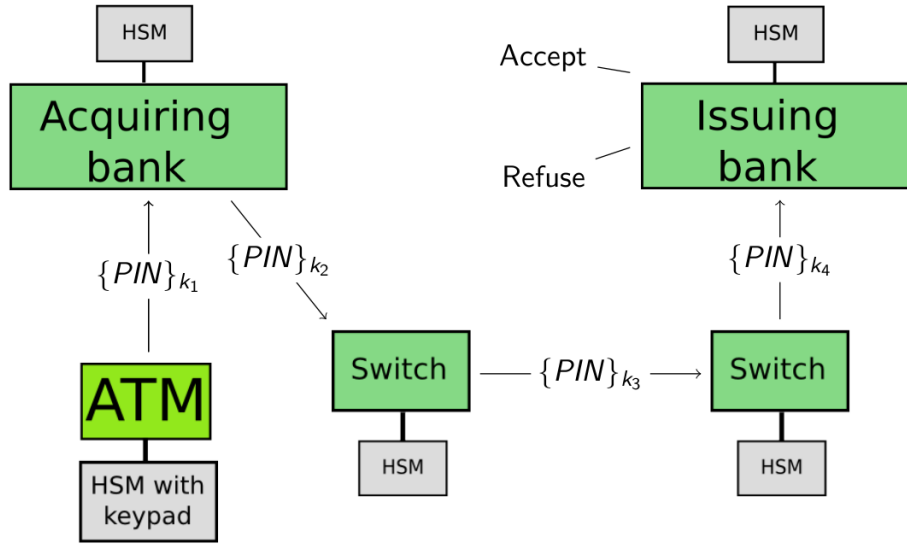 HSM
Acquiring
bank
Accept
Refuse
HSM
Issuing
bank
{PIN}k1
{PIN}k2
{PIN}k4
ATM
HSM with
keypad
Switch
HSM
{PIN}k3
Switch
HSM